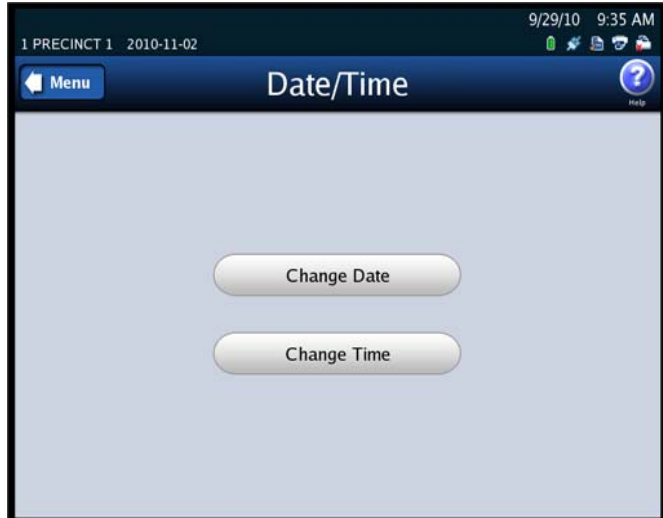 9/29/10 9:35 AM
1 PRECINCT 1 2010-11-02
Menu
Date/Time
Help
Change Date
Change Time